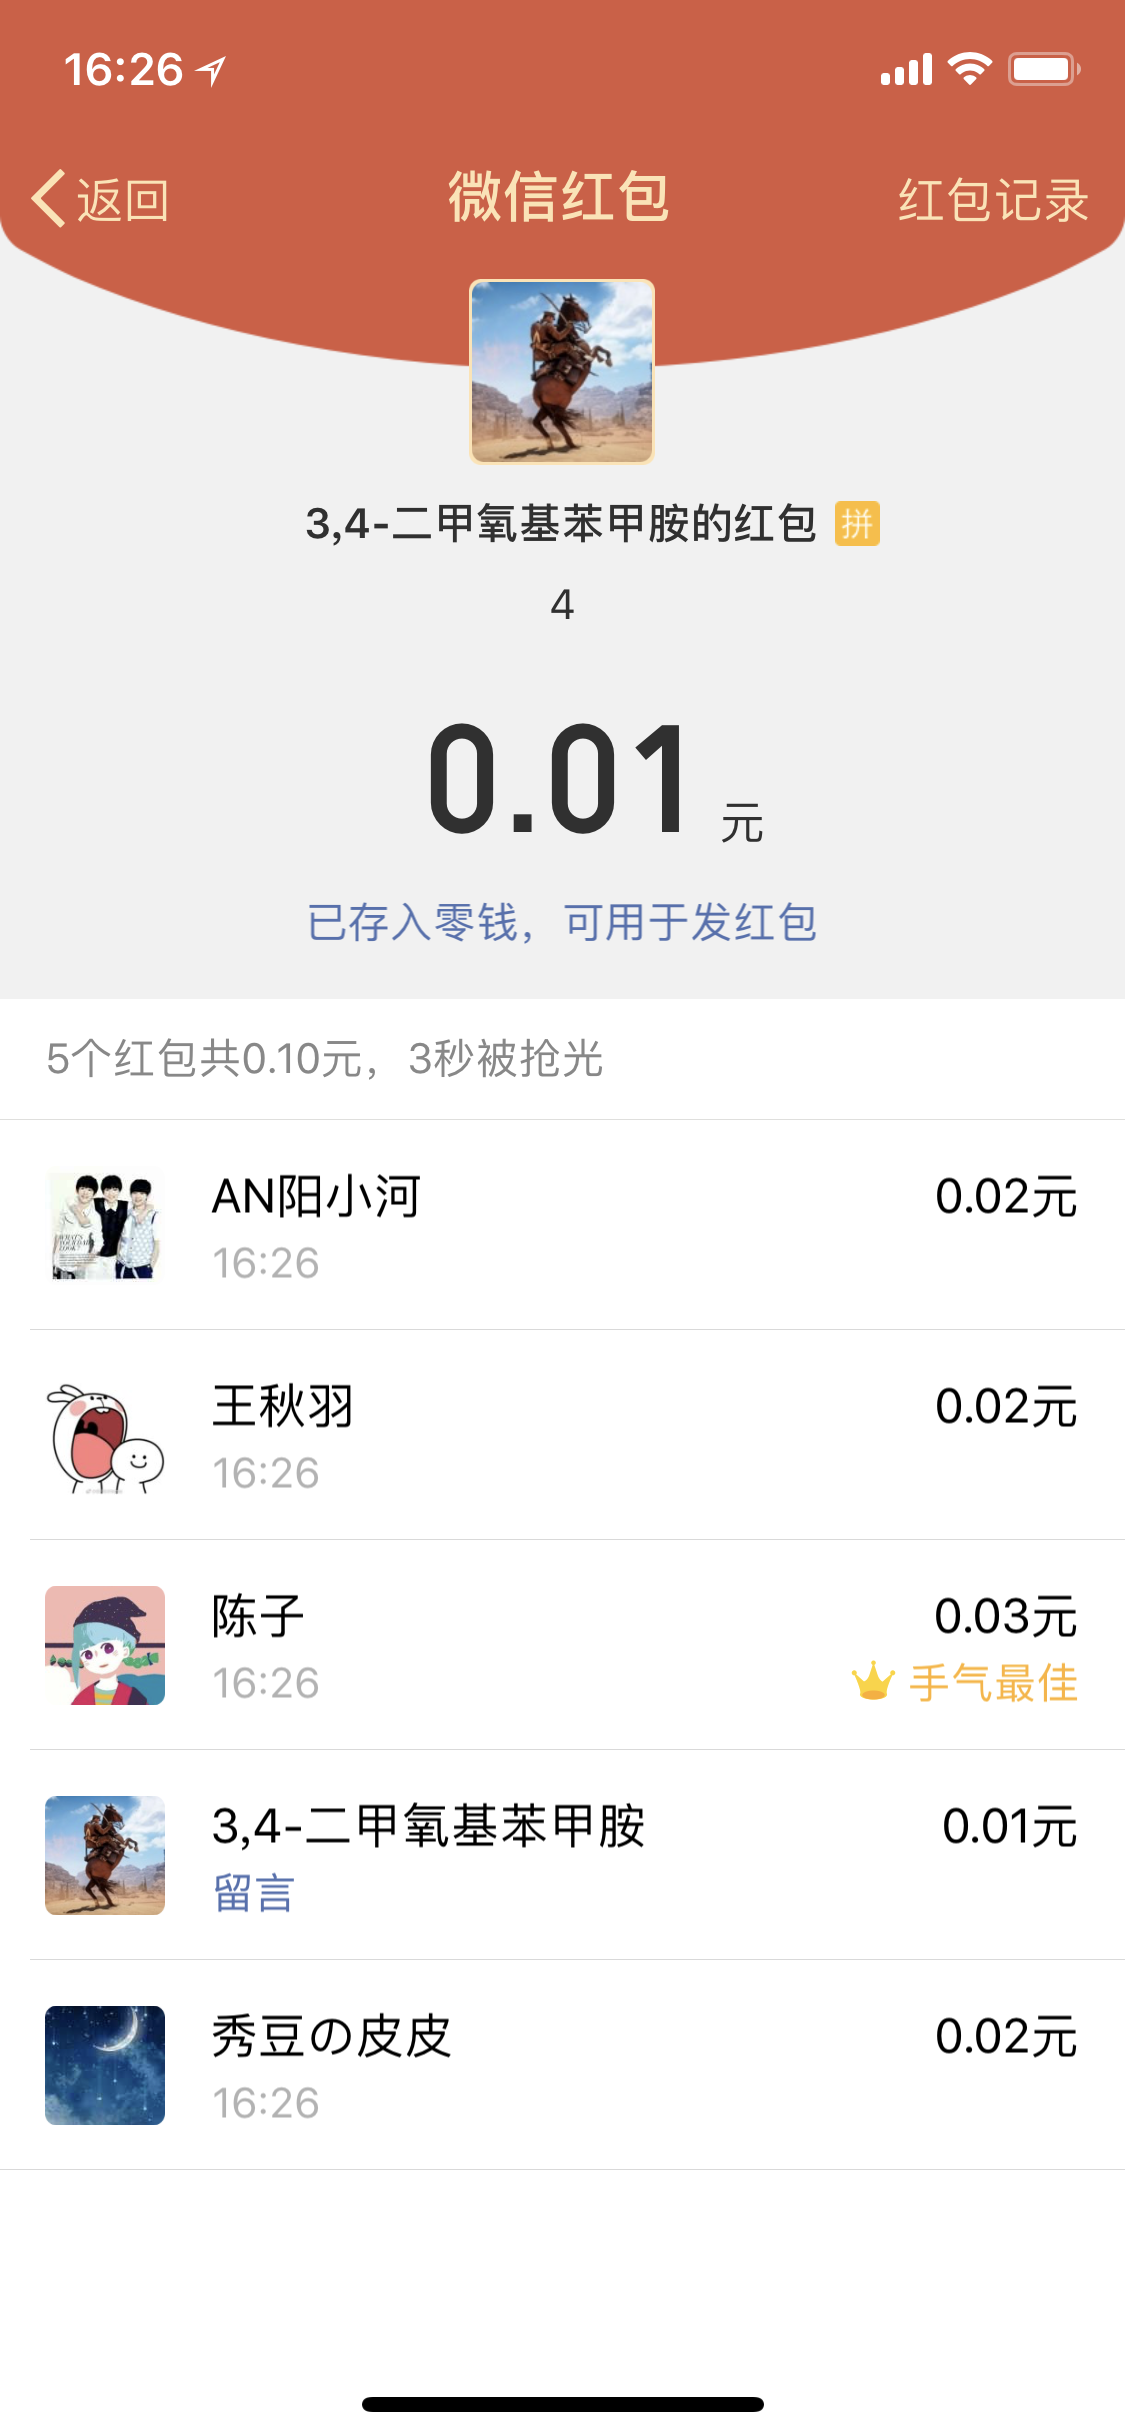 16:26
返回
微信红包
红包记录
3,4-二甲氧基苯甲胺的红包 拼
4
0.01 元
已存入零钱，可用于发红包
5个红包共0.10元，3秒被抢光
AN阳小河
0.02元
16:26
王秋羽
0.02元
16:26
陈子
0.03元
16:26
手气最佳
3,4-二甲氧基苯甲胺
0.01元
留言
秀豆の皮皮
0.02元
16:26